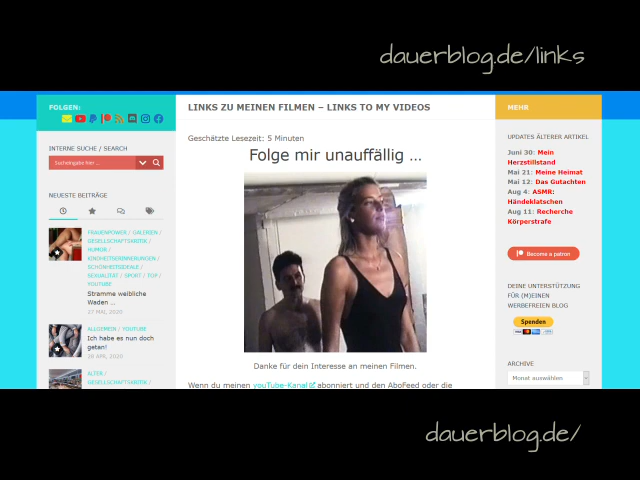 dauerblog.de/links
FOLGEN:
LINKS ZU MEINEN FILMEN – LINKS TO MY VIDEOS
MEHR
INTERNE SUCHE / SEARCH
Sucheingabe hier ...
NEUESTE BEITRÄGE
FRAUENPOWER / GALERIEN /
GESELLSCHAFTSKRITIK /
HUMOR /
KINDHEITSERINNERUNGEN /
SCHÖNHEITSIDEALE /
SEXUALITÄT / SPORT / TOP /
YOUTUBE
Stramme weibliche
Waden ...
27 MAI, 2020
ALLGEMEIN / YOUTUBE
Ich habe es nun doch
getan!
28 APR, 2020
ALTER /
GESELLSCHAFTSKRITIK /
Geschätzte Lesezeit: 5 Minuten
Folge mir unauffällig ...
Danke für dein Interesse an meinen Filmen.
Wenn du meinen youTube-Kanal abonniert und den AboFeed oder die
UPDATES ÄLTERER ARTIKEL
Juni 30: Mein
Herzstillstand
Mai 21: Meine Heimat
Mai 12: Das Gutachten
Aug 4: ASMR:
Händeklatschen
Aug 11: Recherche
Körperstrafe
Become a patron
DEINE UNTERSTÜTZUNG
FÜR (M)EINEN
WERBEFREIEN BLOG
Spenden
ARCHIVE
Monat auswählen
dauerblog.de/